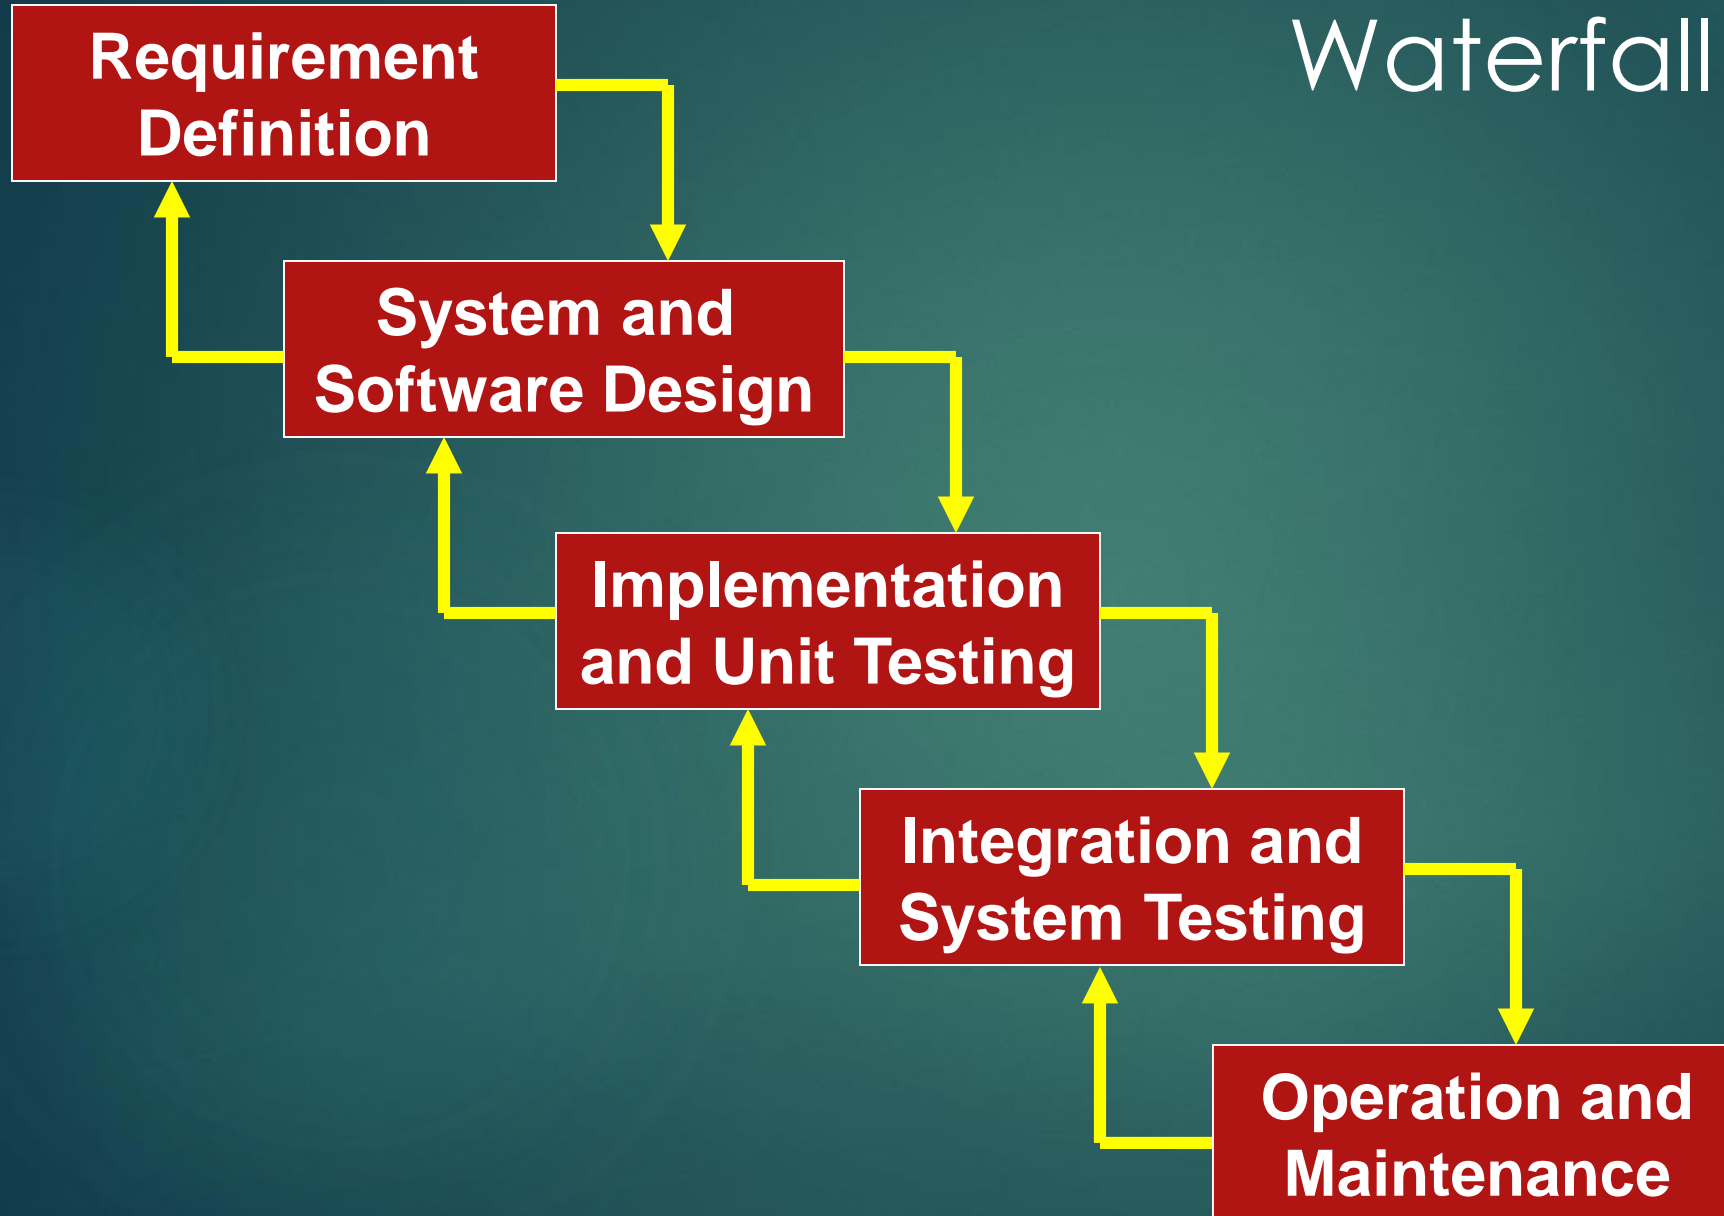 Waterfall
Requirement
Definition
System and
Software Design
Implementation
and Unit Testing
Integration and
System Testing
Operation and
Maintenance